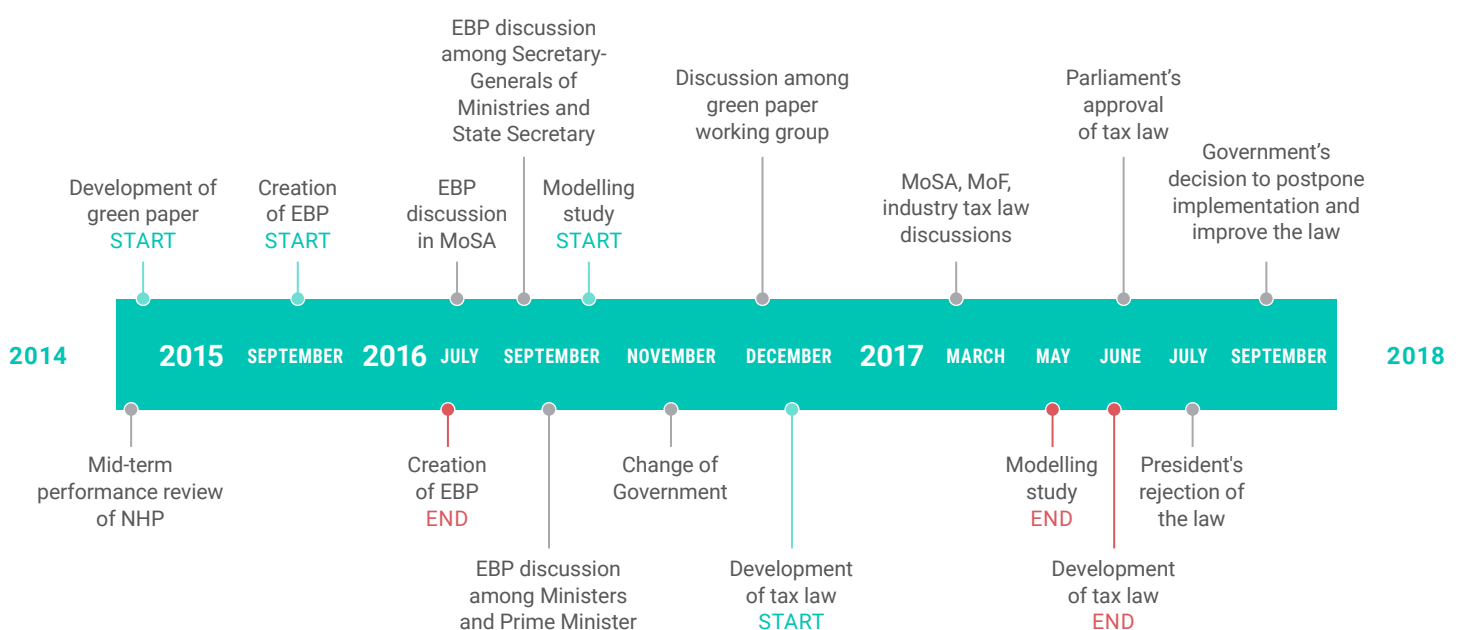 EBP discussion
among Secretary-
Generals of
Ministries and
State Secretary
Discussion among
green paper
working group
Parliament’s
approval
of tax law
Government’s
decision to postpone
implementation and
improve the law
Development of
green paper
START
Creation
of EBP
START
EBP
discussion
in MoSA
Modelling
study
START
MoSA, MoF,
industry tax law
discussions
2014
2015 SEPTEMBER 2016 JULY SEPTEMBER NOVEMBER DECEMBER 2017 MARCH MAY JUNE JULY SEPTEMBER
2018
Mid-term
performance review
of NHP
Creation
of EBP
END
Change of
Government
Modelling
study
END
President's
rejection of
the law
EBP discussion
among Ministers
and Prime Minister
Development
of tax law
START
Development
of tax law
END